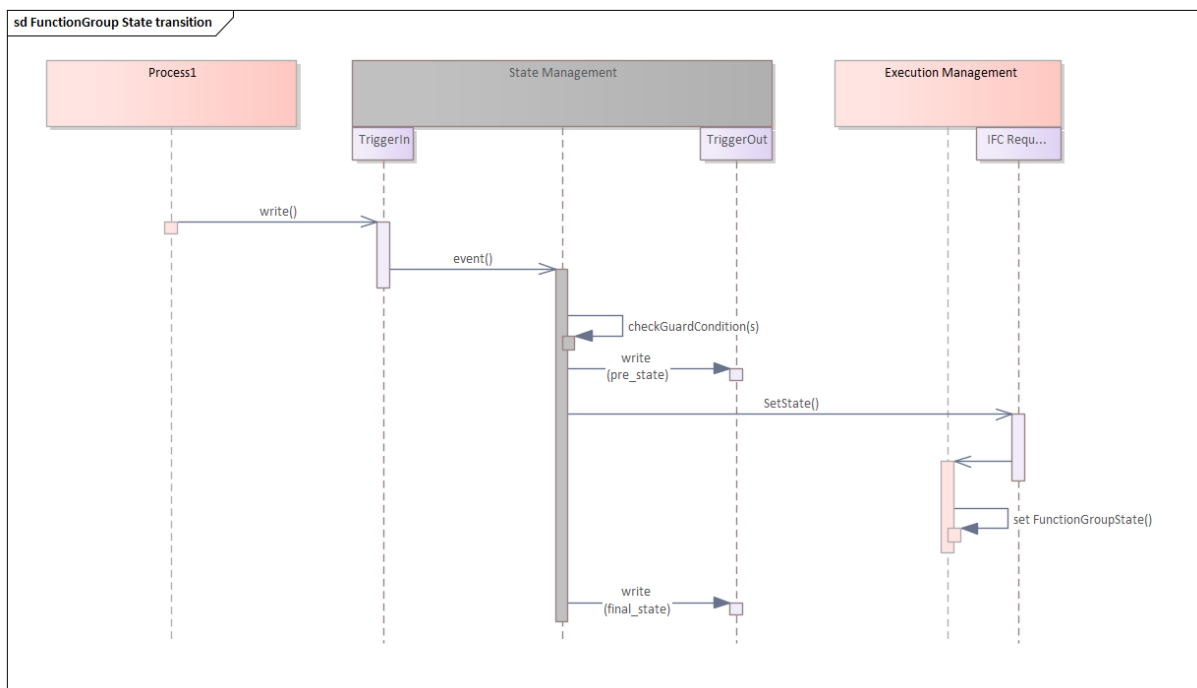 sd FunctionGroup State transition
Process1
State Management
Execution Management
TriggerIn
TriggerOut
IFC Requ...
write()
event()
checkGuardCondition(s)
write
(pre_state)
SetState()
set FunctionGroupState()
write
(final_state)